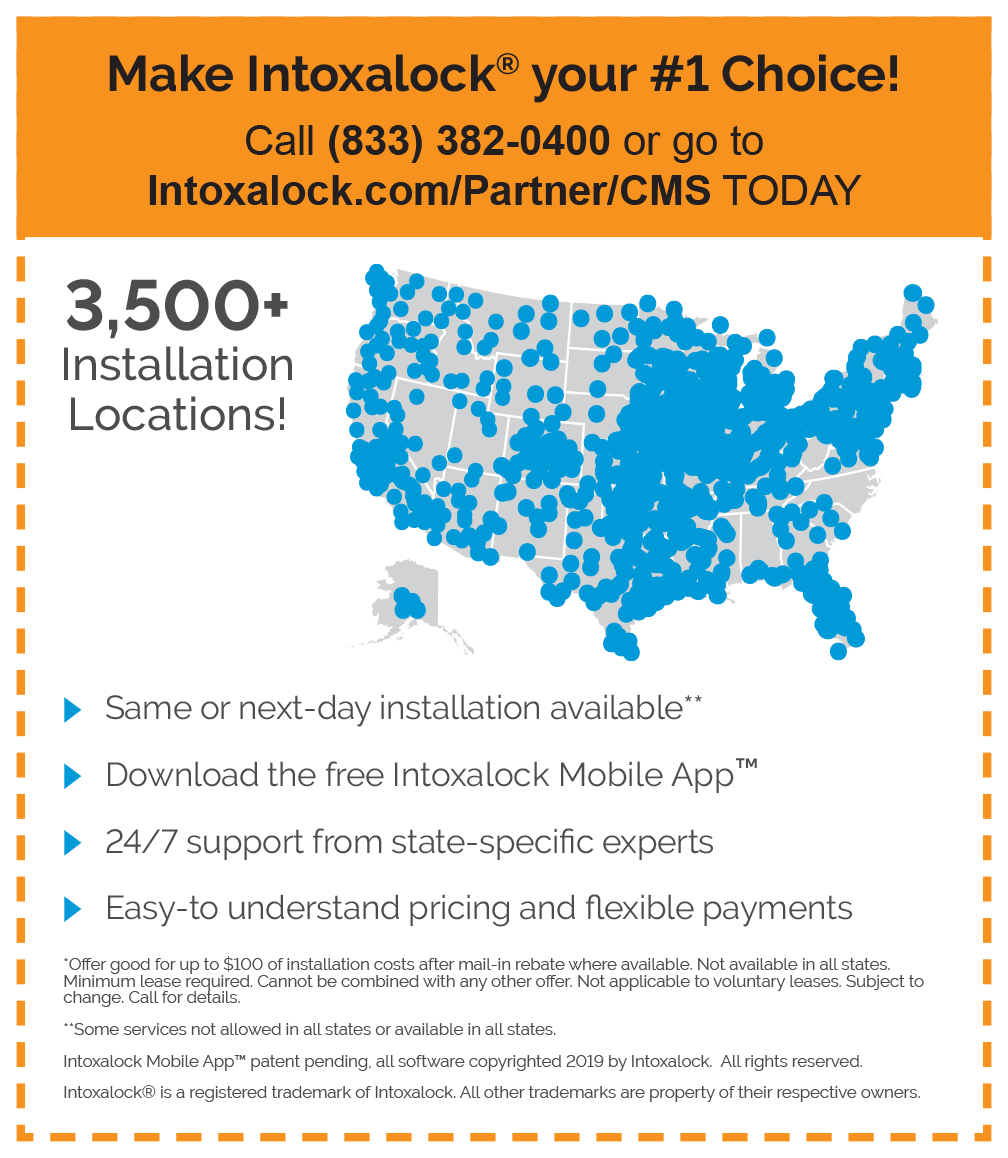 Make Intoxalock® your #1 Choice!
Call (833) 382-0400 or go to
Intoxalock.com/Partner/CMS TODAY
3,500+
Installation
Locations!
Same or next-day installation available**
Download the free Intoxalock Mobile App™
24/7 support from state-specific experts
Easy-to understand pricing and flexible payments
*Offer good for up to $100 of installation costs after mail-in rebate where available. Not available in all states.
Minimum lease required. Cannot be combined with any other offer. Not applicable to voluntary leases. Subject to
change. Call for details.
**Some services not allowed in all states or available in all states.
Intoxalock Mobile App™ patent pending, all software copyrighted 2019 by Intoxalock.  All rights reserved.
Intoxalock® is a registered trademark of Intoxalock. All other trademarks are property of their respective owners.